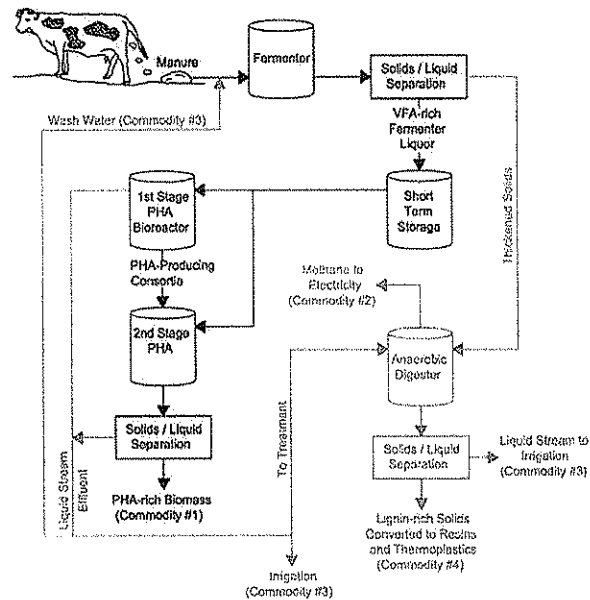 Manure
Fermentor
Solids / Liquid
Separation
Wash Water (Commodity #3)
VFA-rich
Fermenter
Liquor
Thickened Solids
1st Stage
PHA
Bioreactor
Short
Term
Storage
PHA-Producing
Consortia
Methane to
Electricity
(Commodity #2)
2nd Stage
PHA
Anaerobic
Digester
Solids / Liquid
Separation
To Treatment
Solids / Liquid
Separation
Liquid Stream to
Irrigation
(Commodity #3)
Liquid Stream
Effluent
PHA-rich Biomass
(Commodity #1)
Lignin-rich Solids
Converted to Resins
and Thermoplastics
(Commodity #4)
Irrigation
(Commodity #3)